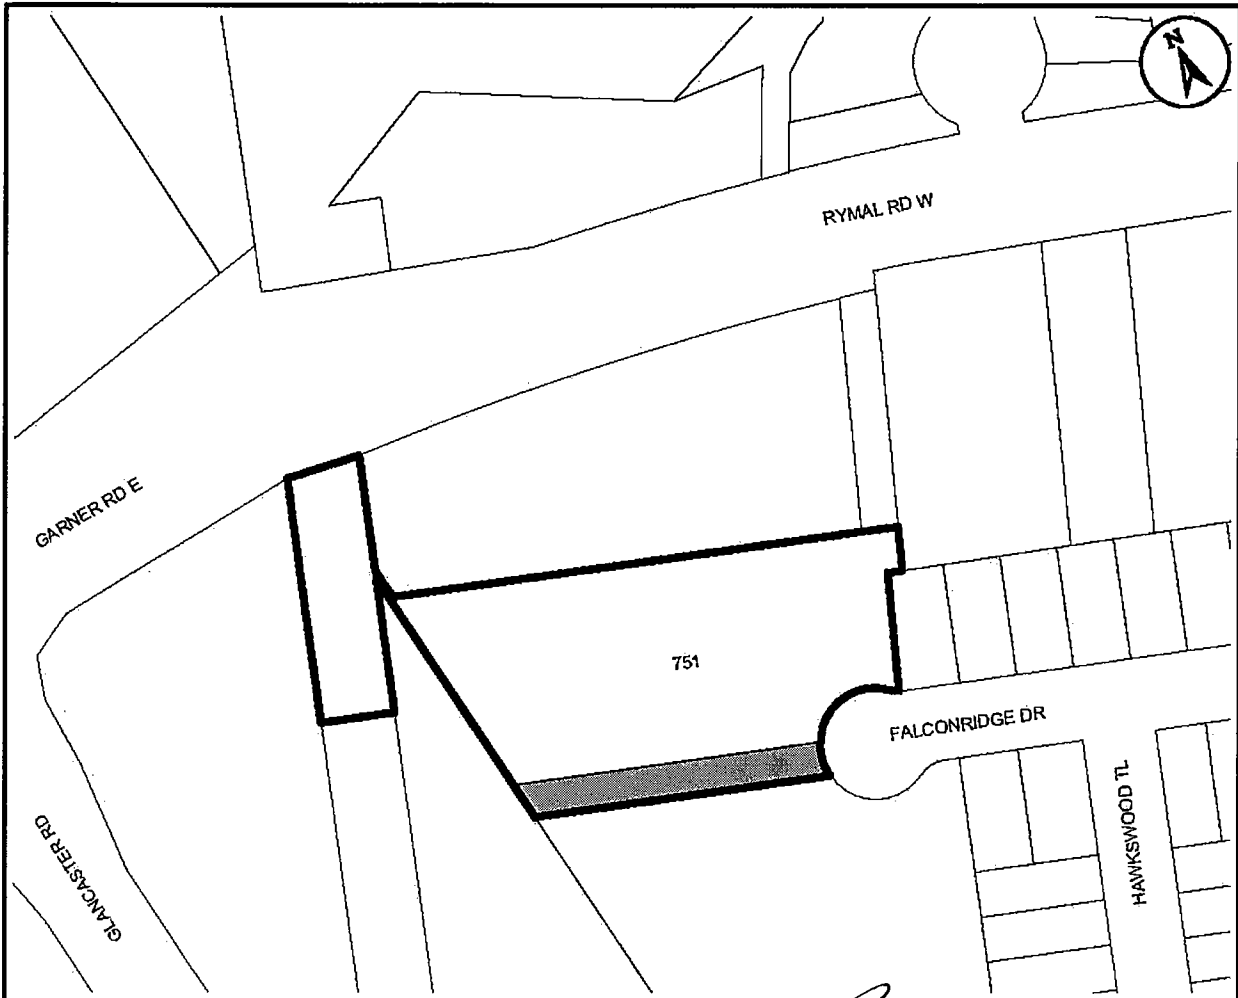 N
RYMAL RD W
GARNER RD E
751
FALCONRIDGE DR
HAWKSWOOD TL
GLANCASTER RD